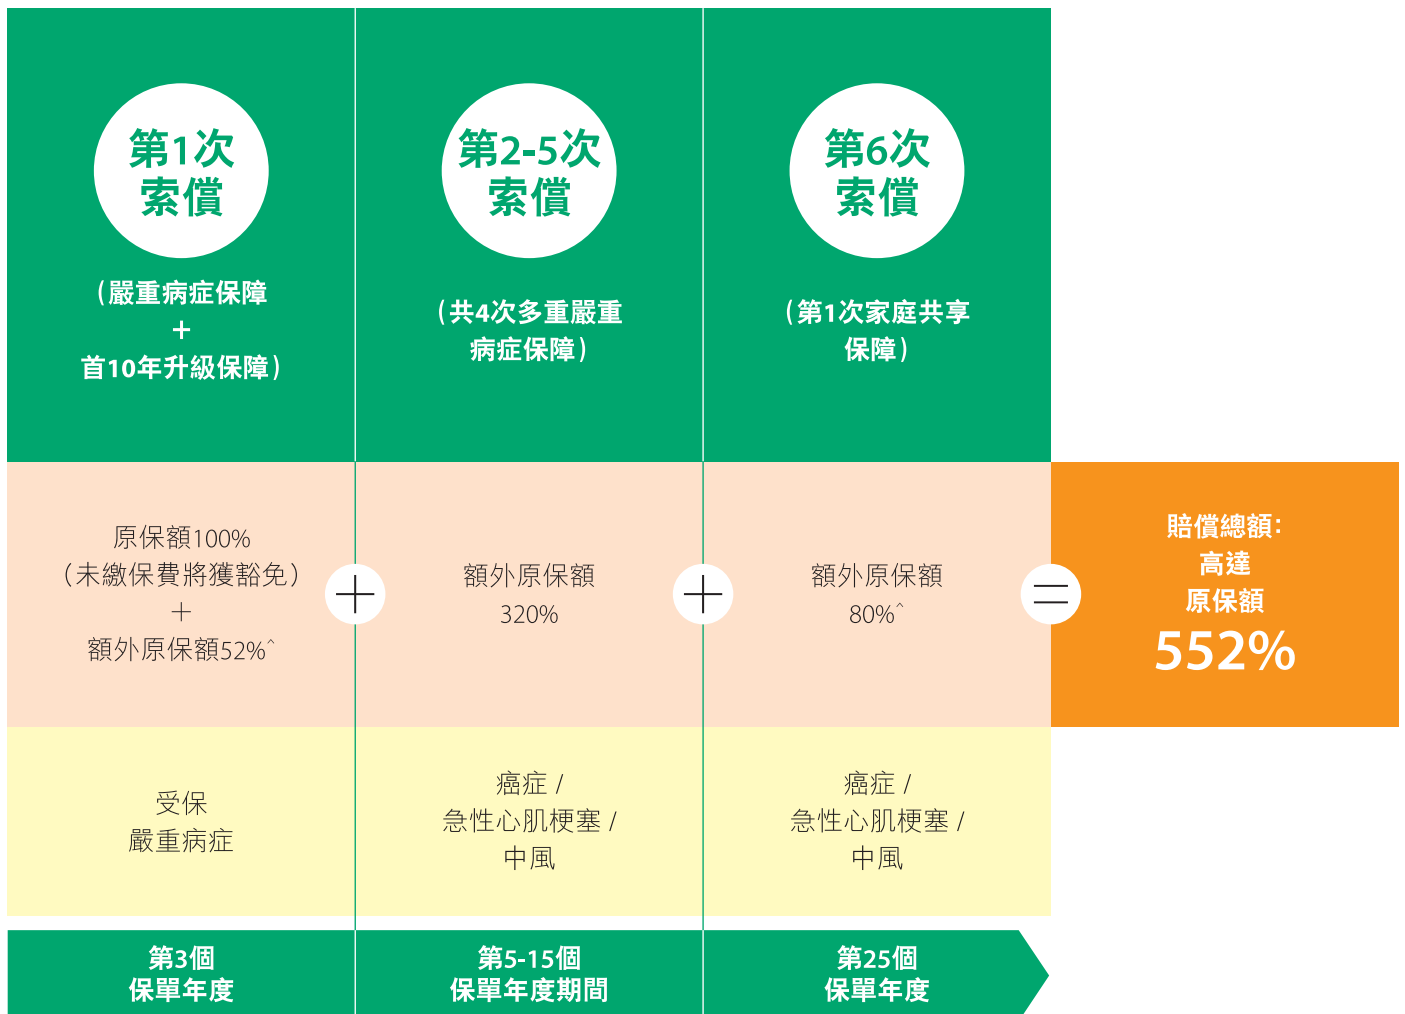 第1次
索償
(嚴重病症保障
+
首10年升級保障)
第2-5次
索償
(共4次多重嚴重
病症保障)
第6次
索償
(第1次家庭共享
保障)
原保額100%
(未繳保費將獲豁免)
+
額外原保額52%^
+
額外原保額
320%
+
額外原保額
80%^
=
賠償總額:
高達
原保額
552%
受保
嚴重病症
癌症 /
急性心肌梗塞 /
中風
癌症 /
急性心肌梗塞 /
中風
第3個
保單年度
第5-15個
保單年度期間
第25個
保單年度